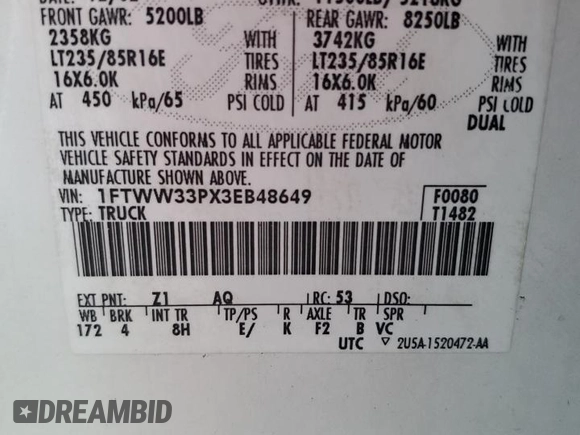 FRONT GAWR: 5200LB REAR GAWR: 8250LB
2358KG WITH 3742KG WITH
LT235/85R16E TIRES LT235/85R16E TIRES
16X6.0K RIMS 16X6.0K RIMS
AT 450 kPa/65 PSI COLD AT 415 kPa/60 PSI COLD
DUAL
THIS VEHICLE CONFORMS TO ALL APPLICABLE FEDERAL MOTOR
VEHICLE SAFETY STANDARDS IN EFFECT ON THE DATE OF
MANUFACTURE SHOWN ABOVE.
VIN: 1FTWW33PX3EB48649 F0080
TYPE: TRUCK T1482
EXT PNT: Z1 AQ RC: 53 DSO:
WB BRK INT TR TP/PS R AXLE TR SPR
172 4 8H E/ K F2 B VC
UTC ▽ 2U5A-1520472-AA
DREAMBID